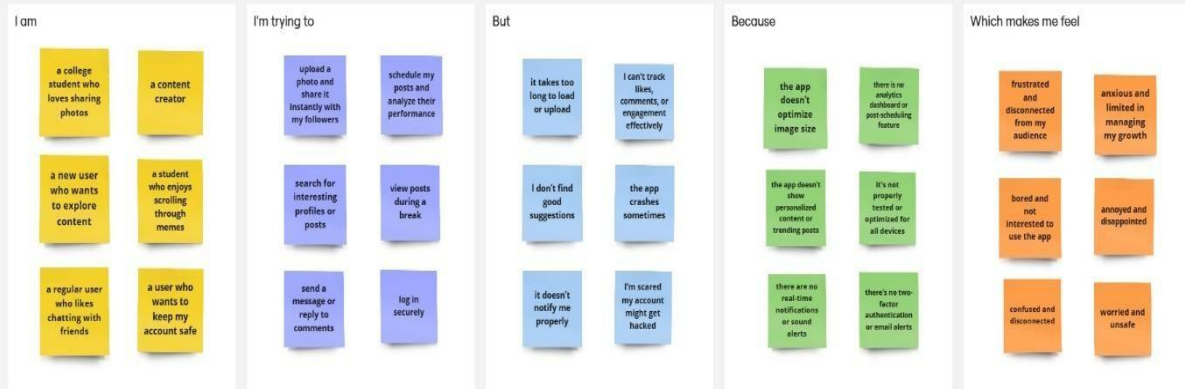 I am
a college
student who
loves sharing
photos
a content
creator
a new user
who wants
to explore
content
a student
who enjoys
scrolling
through
memes
a regular user
who likes
chatting with
friends
a user who
wants to
keep my
account safe
I'm trying to
upload a
photo and
share it
instantly with
my followers
schedule my
posts and
analyze their
performance
search for
interesting
profiles or
posts
view posts
during a
break
send a
message or
reply to
comments
log in
securely
But
it takes too
long to load
or upload
I can't track
likes,
comments, or
engagement
effectively
I don't find
good
suggestions
the app
crashes
sometimes
it doesn't
notify me
properly
I'm scared
my account
might get
hacked
Because
the app
doesn't
optimize
image size
there is no
analytics
dashboard or
post-scheduling
feature
the app doesn't
show
personalized
content or
trending posts
it's not
properly
tested or
optimized for
all devices
there are no
real-time
notifications
or sound
alerts
there's no two-
factor
authentication
or email alerts
Which makes me feel
frustrated
and
disconnected
from my
audience
anxious and
limited in
managing
my growth
bored and
not
interested to
use the app
annoyed and
disappointed
confused and
disconnected
worried and
unsafe